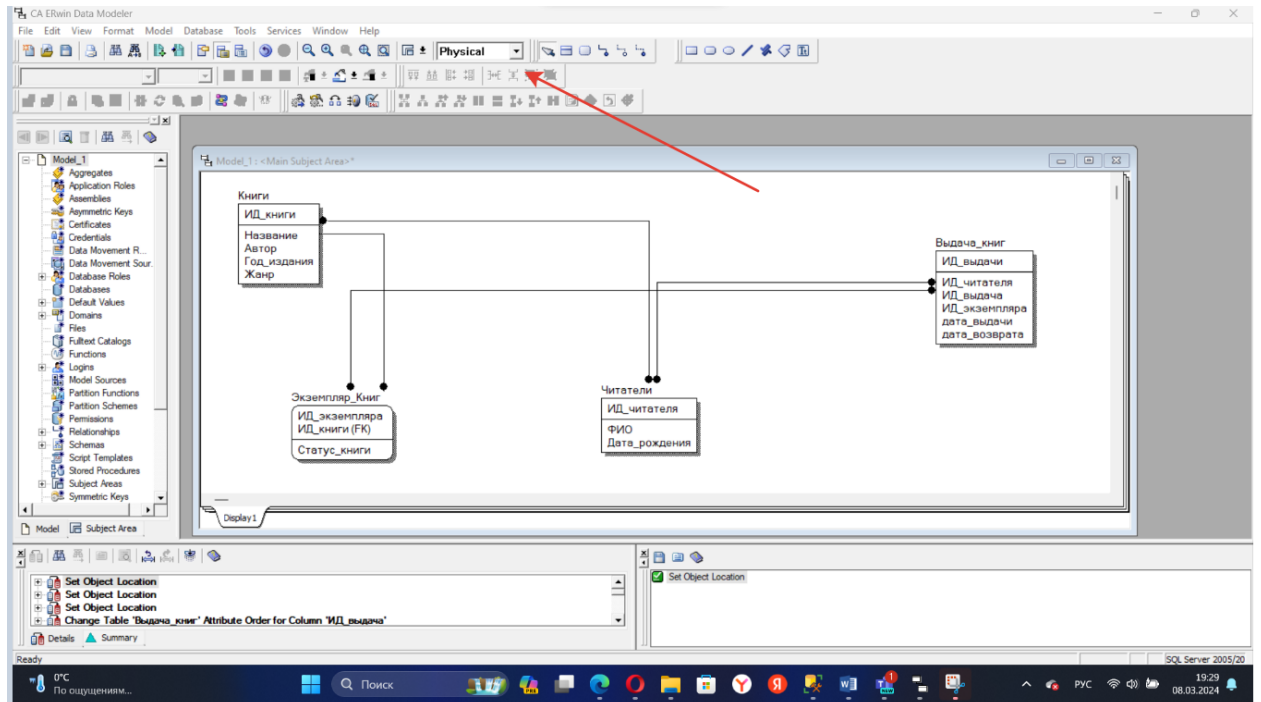 CA ERwin Data Modeler
File Edit View Format Model Database Tools Services Window Help
Physical
Model_1
Aggregates
Application Roles
Assemblies
Asymmetric Keys
Certificates
Credentials
Data Movement R...
Data Movement Sour.
Database Roles
Databases
Default Values
Domains
Files
Fulltext Catalogs
Functions
Logins
Model Sources
Partition Functions
Partition Schemes
Permissions
Relationships
Schemas
Script Templates
Stored Procedures
Subject Areas
Symmetric Keys
Model Subject Area
Model_1 : <Main Subject Area>*
Книги
ИД_книги
Название
Автор
Год_издания
Жанр
Выдача_книг
ИД_выдачи
ИД_читателя
ИД_выдача
ИД_экземпляра
дата_выдачи
дата_возврата
Экземпляр_Книг
ИД_экземпляра
ИД_книги (FK)
Статус_книги
Читатели
ИД_читателя
ФИО
Дата_рождения
Display1
Set Object Location
Set Object Location
Set Object Location
Change Table 'Выдача_книг' Attribute Order for Column 'ИД_выдача'
Details Summary
Set Object Location
Ready
SQL Server 2005/20
0°C
По ощущениям...
Поиск
РУС
19:29
08.03.2024